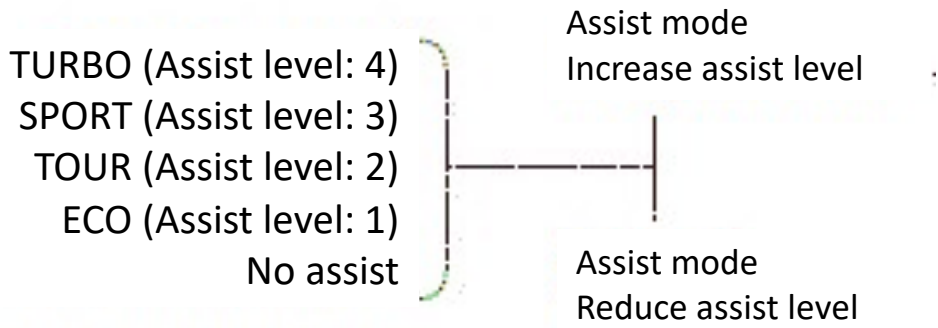 TURBO (Assist level: 4)
SPORT (Assist level: 3)
TOUR (Assist level: 2)
ECO (Assist level: 1)
No assist
Assist mode
Increase assist level
Assist mode
Reduce assist level